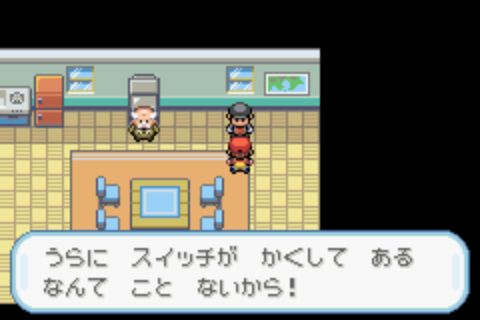 うらに　スイッチが　かくして　ある
なんて　こと　ないから！